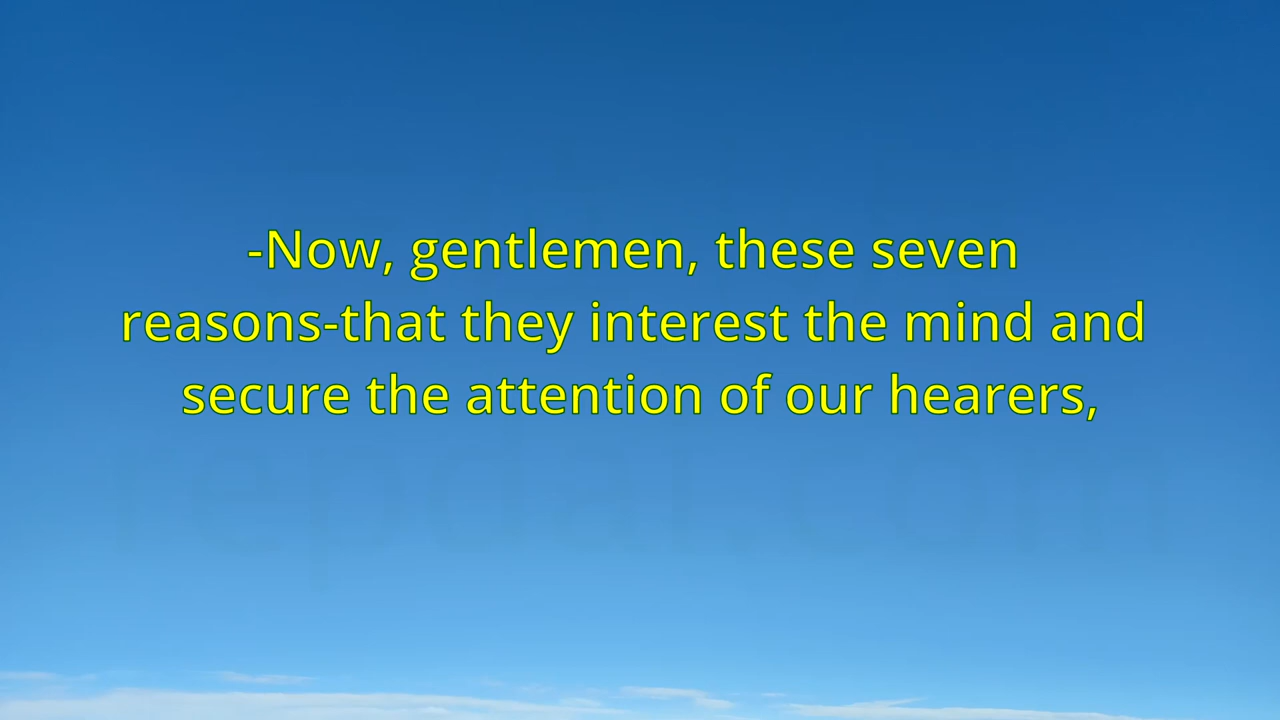 -Now, gentlemen, these seven
reasons-that they interest the mind and
secure the attention of our hearers,